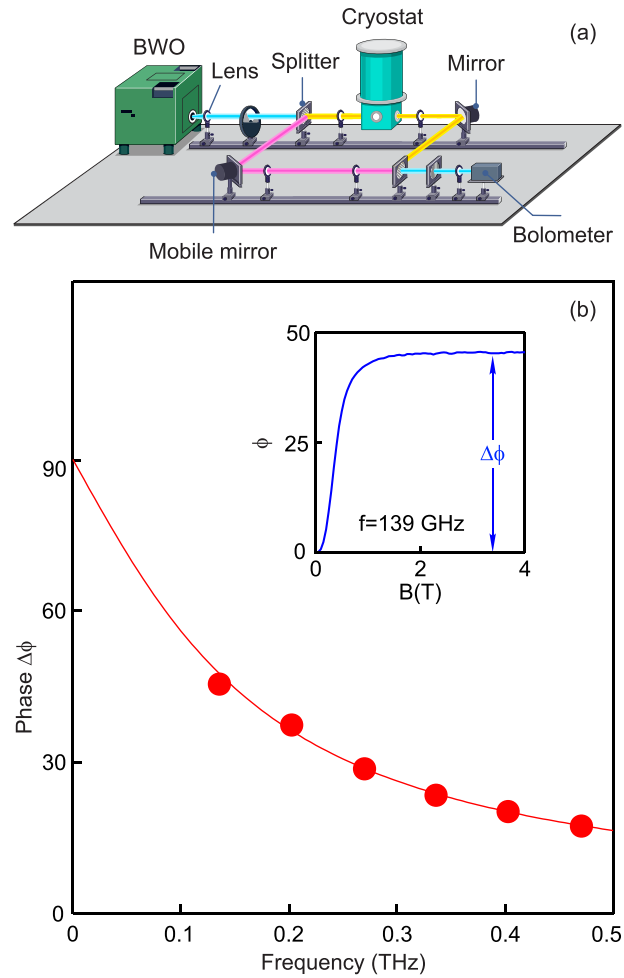 Cryostat
(a)
BWO
Splitter
Mirror
Lens
Mobile mirror
Bolometer
(b)
50
25
0
ϕ
Δϕ
f=139 GHz
0
2
4
B(T)
90
60
30
0
Phase Δϕ
0
0.1
0.2
0.3
0.4
0.5
Frequency (THz)